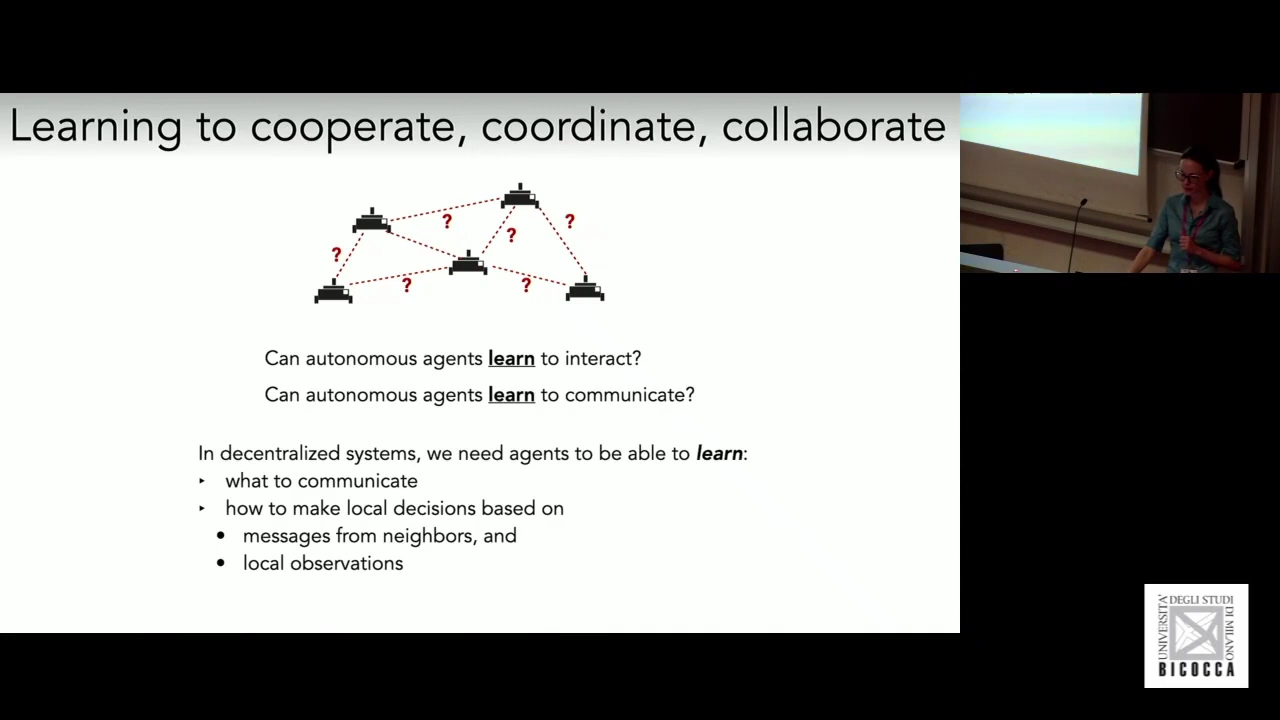 Learning to cooperate, coordinate, collaborate
?
?
?
?
?
?
Can autonomous agents learn to interact?
Can autonomous agents learn to communicate?
In decentralized systems, we need agents to be able to learn:
‣ what to communicate
‣ how to make local decisions based on
• messages from neighbors, and
• local observations
UNIVERSITA'
DEGLI STUDI
DI MILANO
BICOCCA